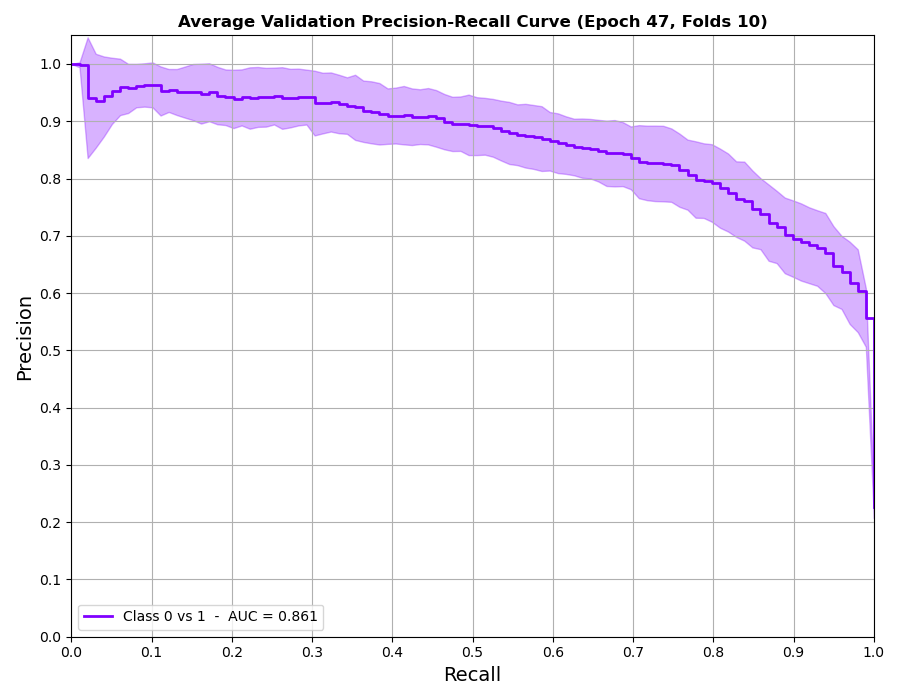 Average Validation Precision-Recall Curve (Epoch 47, Folds 10)
1.0
0.9
0.8
0.7
0.6
0.5
0.4
0.3
0.2
0.1
0.0
Precision
Class 0 vs 1 - AUC = 0.861
0.0 0.1 0.2 0.3 0.4 0.5 0.6 0.7 0.8 0.9 1.0
Recall